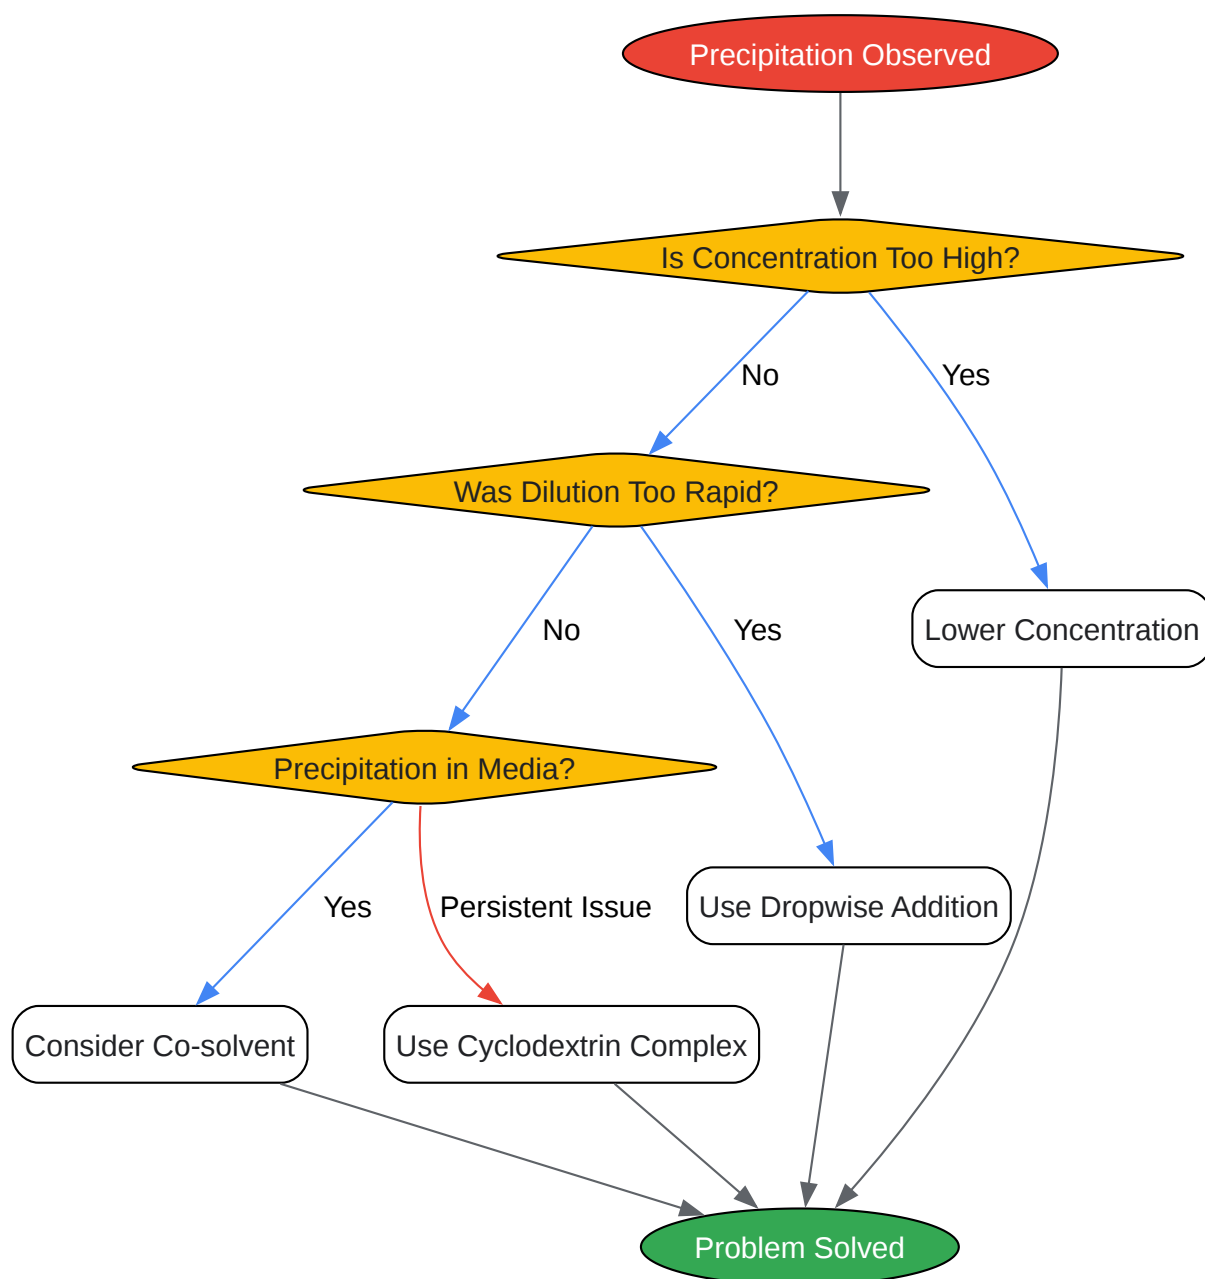 Precipitation Observed
Is Concentration Too High?
No
Yes
Was Dilution Too Rapid?
No
Yes
Lower Concentration
Precipitation in Media?
Yes
Persistent Issue
Use Dropwise Addition
Consider Co-solvent
Use Cyclodextrin Complex
Problem Solved